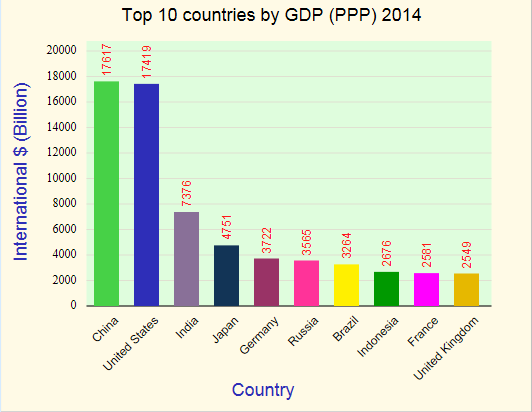 Top 10 countries by GDP (PPP) 2014
International $ (Billion)
20000
18000
16000
14000
12000
10000
8000
6000
4000
2000
0
17617
17419
7376
4751
3722
3565
3264
2676
2581
2549
China
United States
India
Japan
Germany
Russia
Brazil
Indonesia
France
United Kingdom
Country